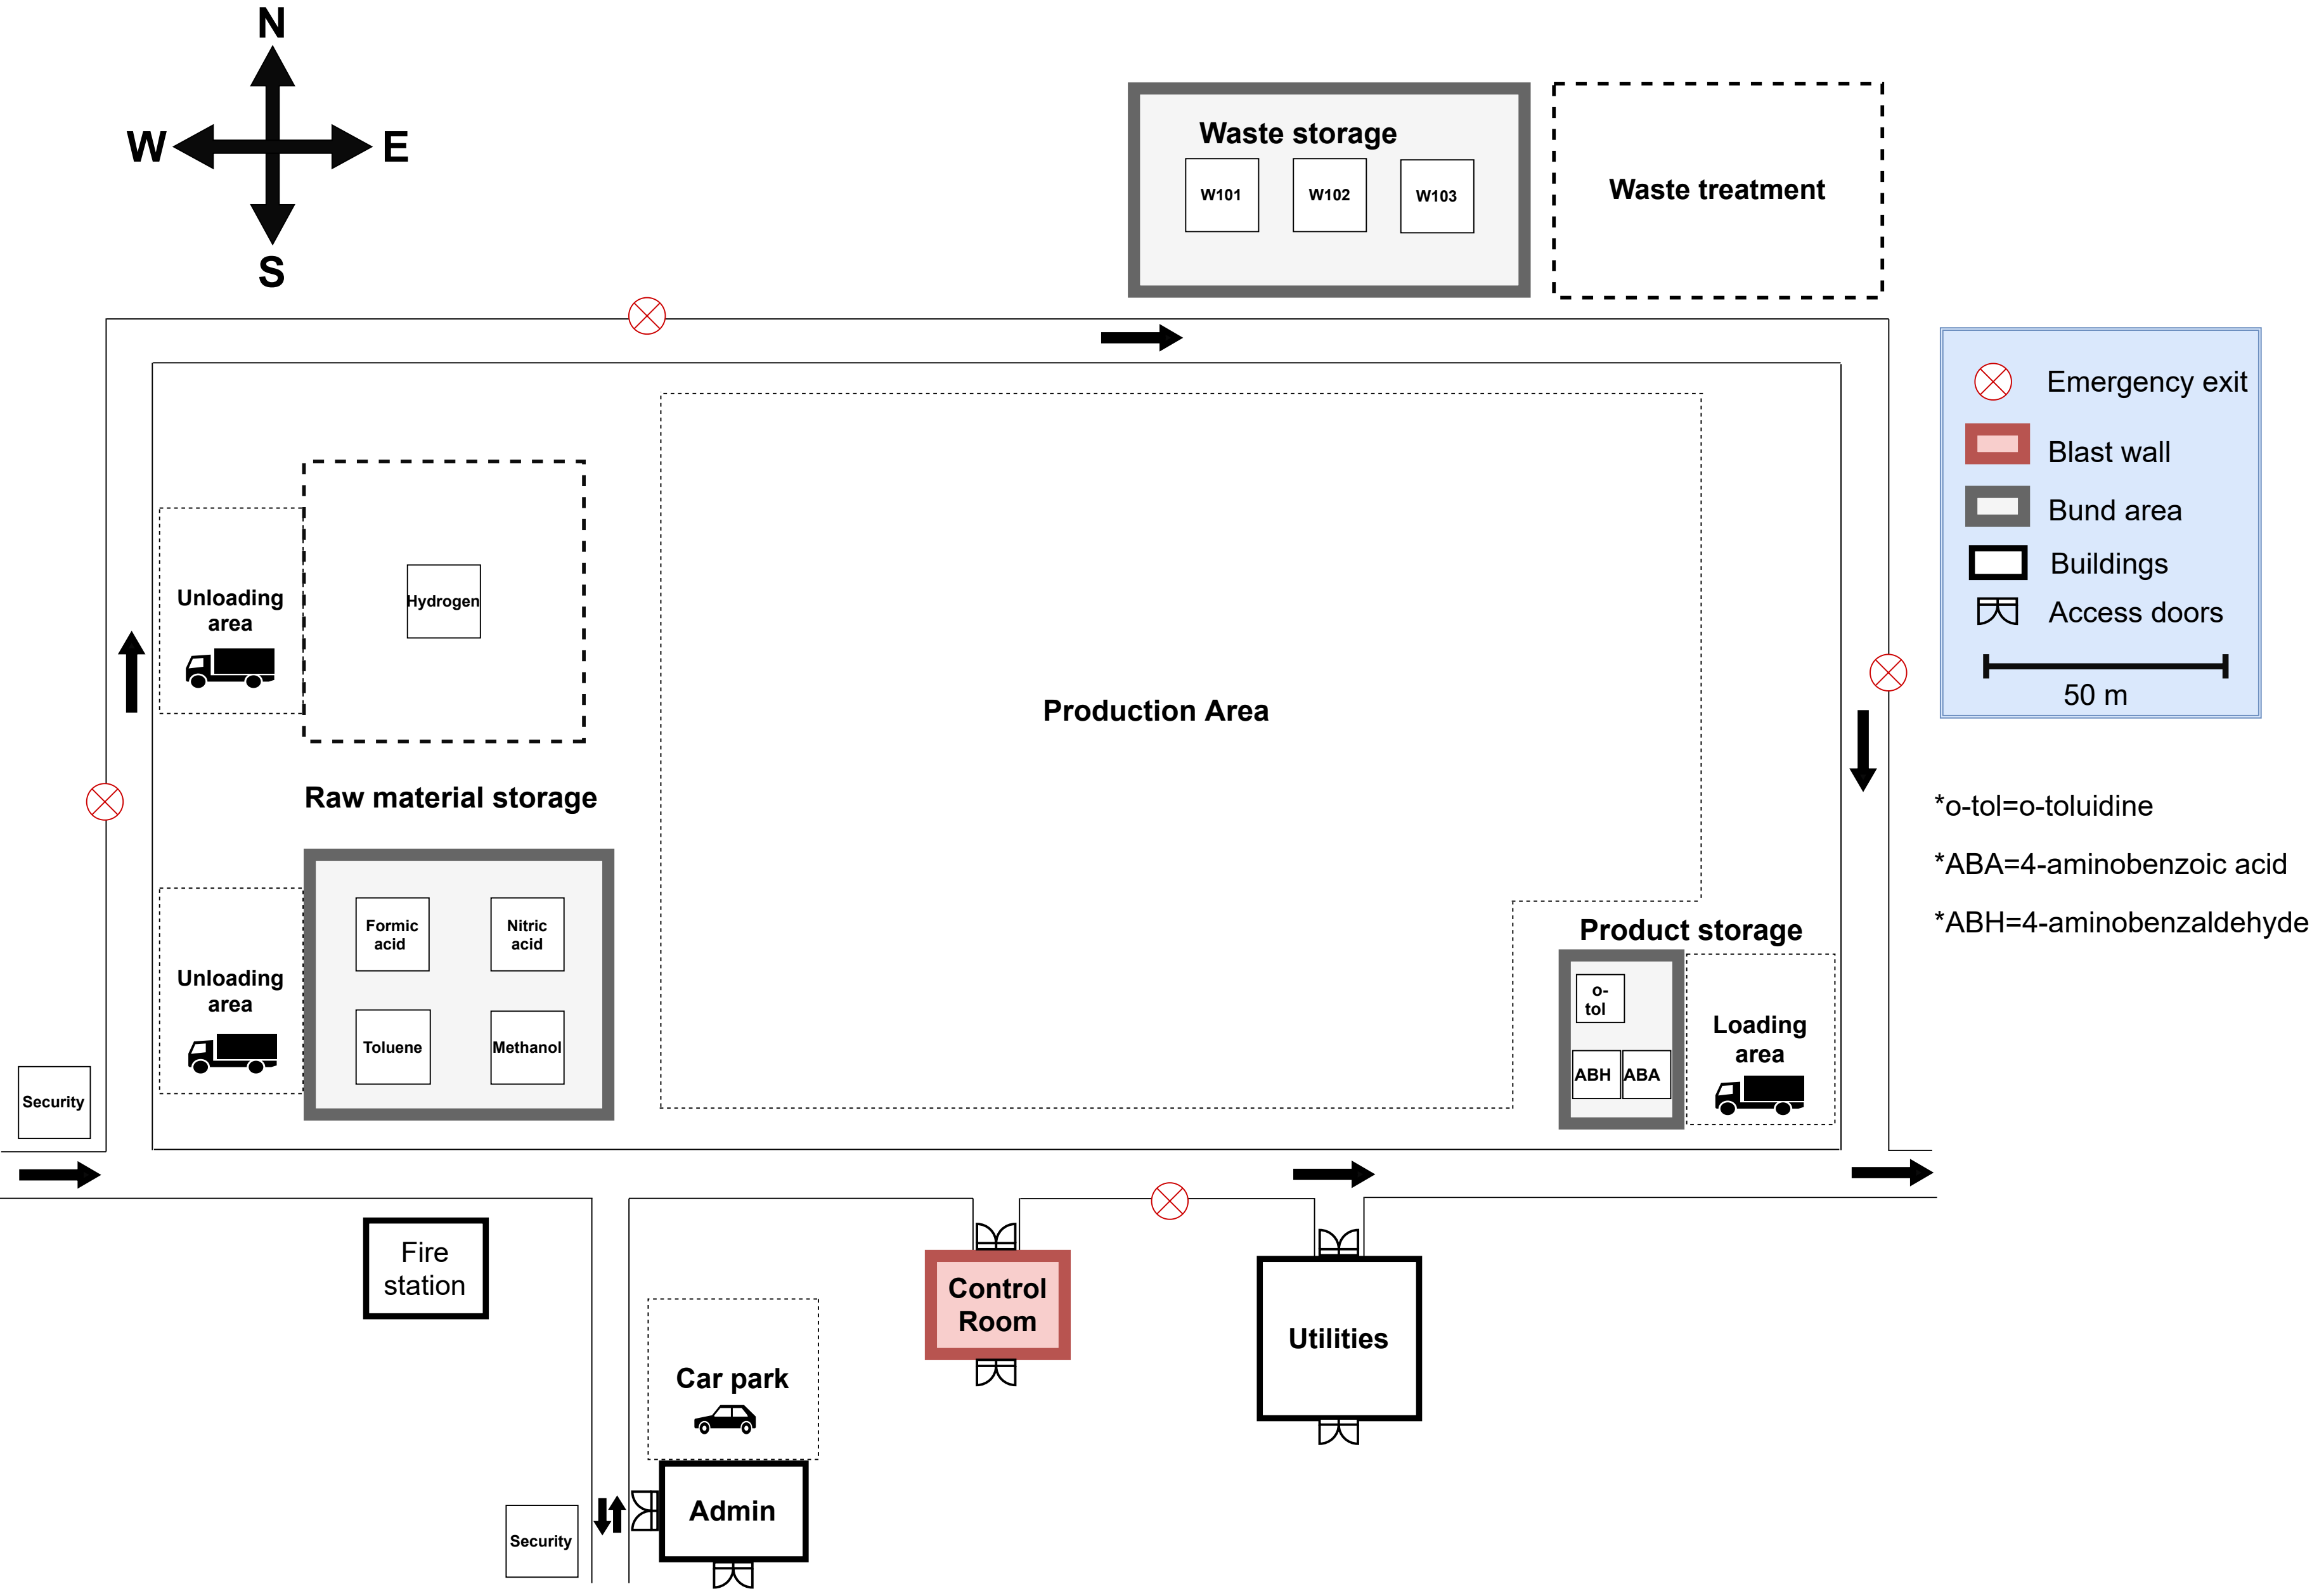 N
W
E
S
Waste storage
W101
W102
W103
Waste treatment
Emergency exit
Blast wall
Bund area
Buildings
Access doors
50 m
Unloading
area
Hydrogen
Production Area
Raw material storage
*o-tol=o-toluidine
*ABA=4-aminobenzoic acid
*ABH=4-aminobenzaldehyde
Formic
acid
Nitric
acid
Unloading
area
Toluene
Methanol
Product storage
o-
tol
ABH
ABA
Loading
area
Security
Fire
station
Control
Room
Utilities
Car park
Admin
Security